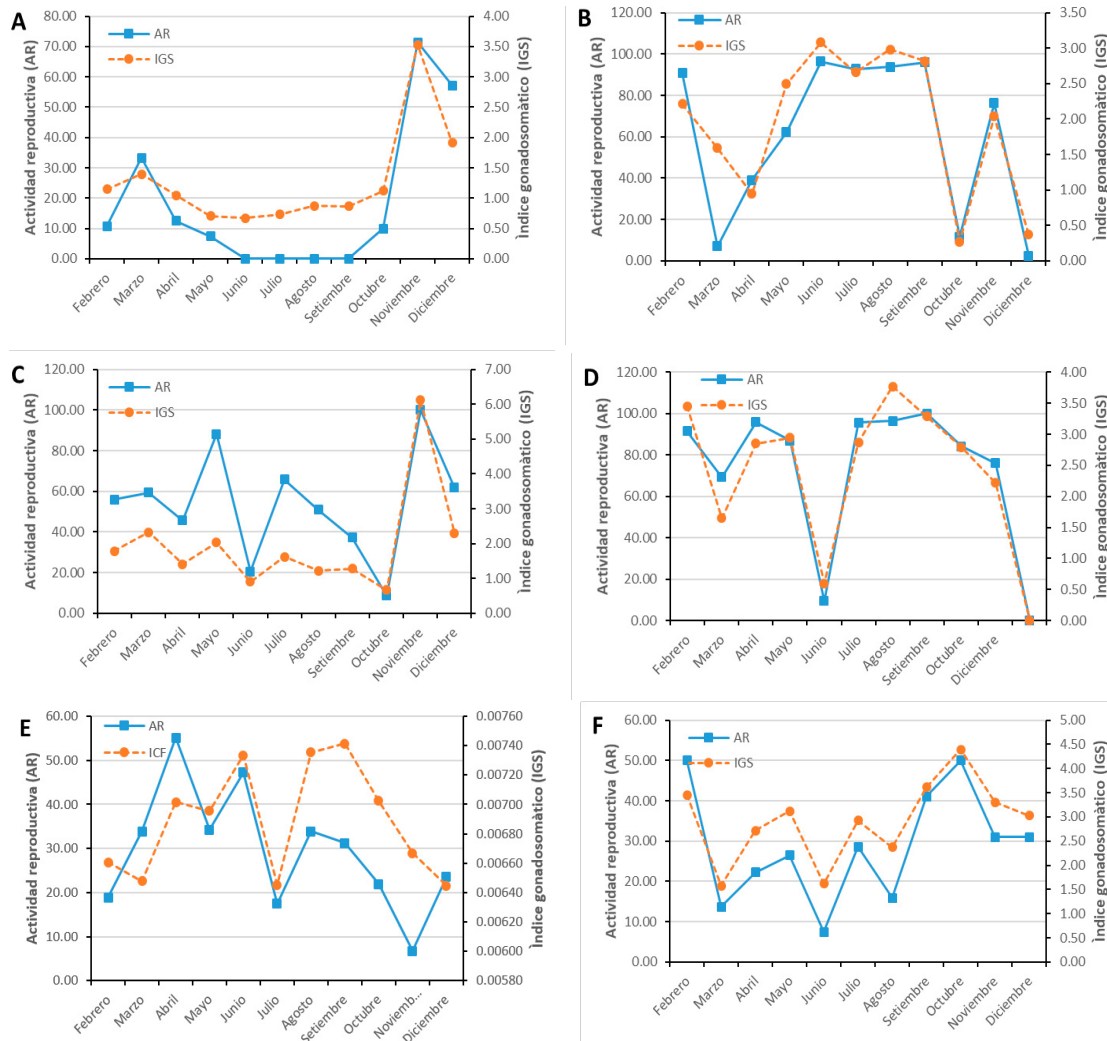 A
AR
IGS
Actividad reproductiva (AR)
80.00
70.00
60.00
50.00
40.00
30.00
20.00
10.00
0.00
4.00
3.50
3.00
2.50
2.00
1.50
1.00
0.50
0.00
Ìndice gonadosomàtico (IGS)
Febrero
Marzo
Abril
Mayo
Junio
Julio
Agosto
Setiembre
Octubre
Noviembre
Diciembre
B
AR
IGS
Actividad reproductiva (AR)
120.00
100.00
80.00
60.00
40.00
20.00
0.00
3.50
3.00
2.50
2.00
1.50
1.00
0.50
0.00
Ìndice gonadosomàtico (IGS)
Febrero
Marzo
Abril
Mayo
Junio
Julio
Agosto
Setiembre
Octubre
Noviembre
Diciembre
C
AR
IGS
Actividad reproductiva (AR)
120.00
100.00
80.00
60.00
40.00
20.00
0.00
7.00
6.00
5.00
4.00
3.00
2.00
1.00
0.00
Ìndice gonadosomàtico (IGS)
Febrero
Marzo
Abril
Mayo
Junio
Julio
Agosto
Setiembre
Octubre
Noviembre
Diciembre
D
AR
IGS
Actividad reproductiva (AR)
120.00
100.00
80.00
60.00
40.00
20.00
0.00
4.00
3.50
3.00
2.50
2.00
1.50
1.00
0.50
0.00
Ìndice gonadosomàtico (IGS)
Febrero
Marzo
Abril
Mayo
Junio
Julio
Agosto
Setiembre
Octubre
Diciembre
E
AR
ICF
Actividad reproductiva (AR)
60.00
50.00
40.00
30.00
20.00
10.00
0.00
0.00760
0.00740
0.00720
0.00700
0.00680
0.00660
0.00640
0.00620
0.00600
0.00580
Ìndice gonadosomàtico (IGS)
Febrero
Marzo
Abril
Mayo
Junio
Julio
Agosto
Setiembre
Octubre
Noviemb...
Diciembre
F
AR
IGS
Actividad reproductiva (AR)
60.00
50.00
40.00
30.00
20.00
10.00
0.00
5.00
4.50
4.00
3.50
3.00
2.50
2.00
1.50
1.00
0.50
0.00
Ìndice gonadosomàtico (IGS)
Febrero
Marzo
Abril
Mayo
Junio
Julio
Agosto
Setiembre
Octubre
Noviembre
Diciembre